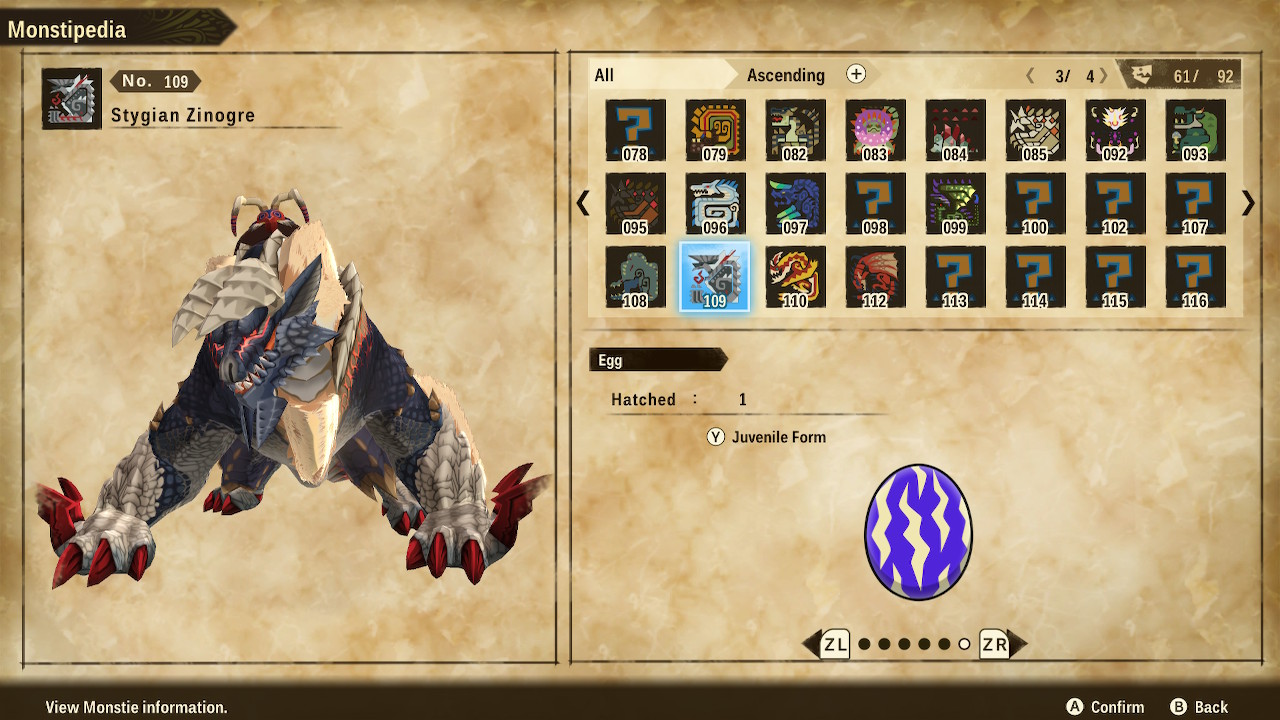 Monstipedia
No. 109
Stygian Zinogre
All
Ascending +
3/ 4
61/ 92
078 079 082 083 084 085 092 093
095 096 097 098 099 100 102 107
108 109 110 112 113 114 115 116
Egg
Hatched : 1
Y Juvenile Form
ZL ZR
View Monstie information.
A Confirm B Back